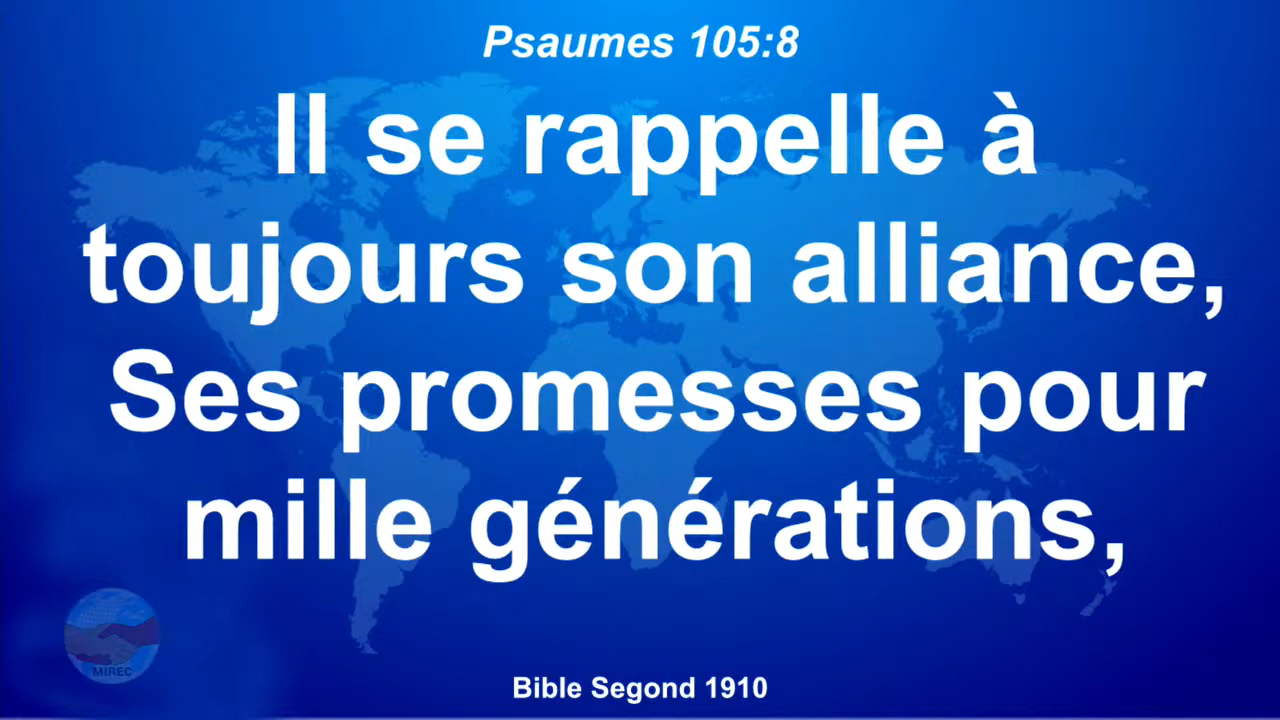 Psaumes 105:8
Il se rappelle à
toujours son alliance,
Ses promesses pour
mille générations,
MIREC
Bible Segond 1910